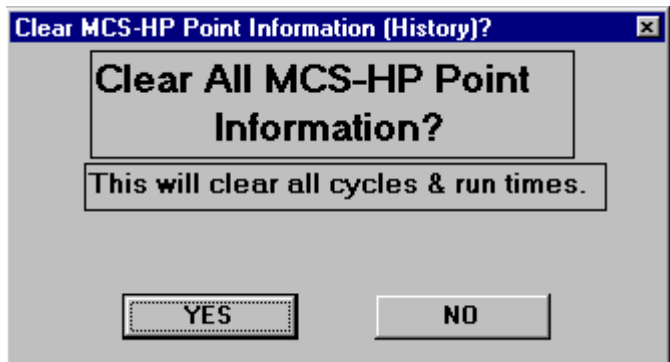 Clear MCS-HP Point Information (History)?
Clear All MCS-HP Point
Information?
This will clear all cycles & run times.
YES
NO